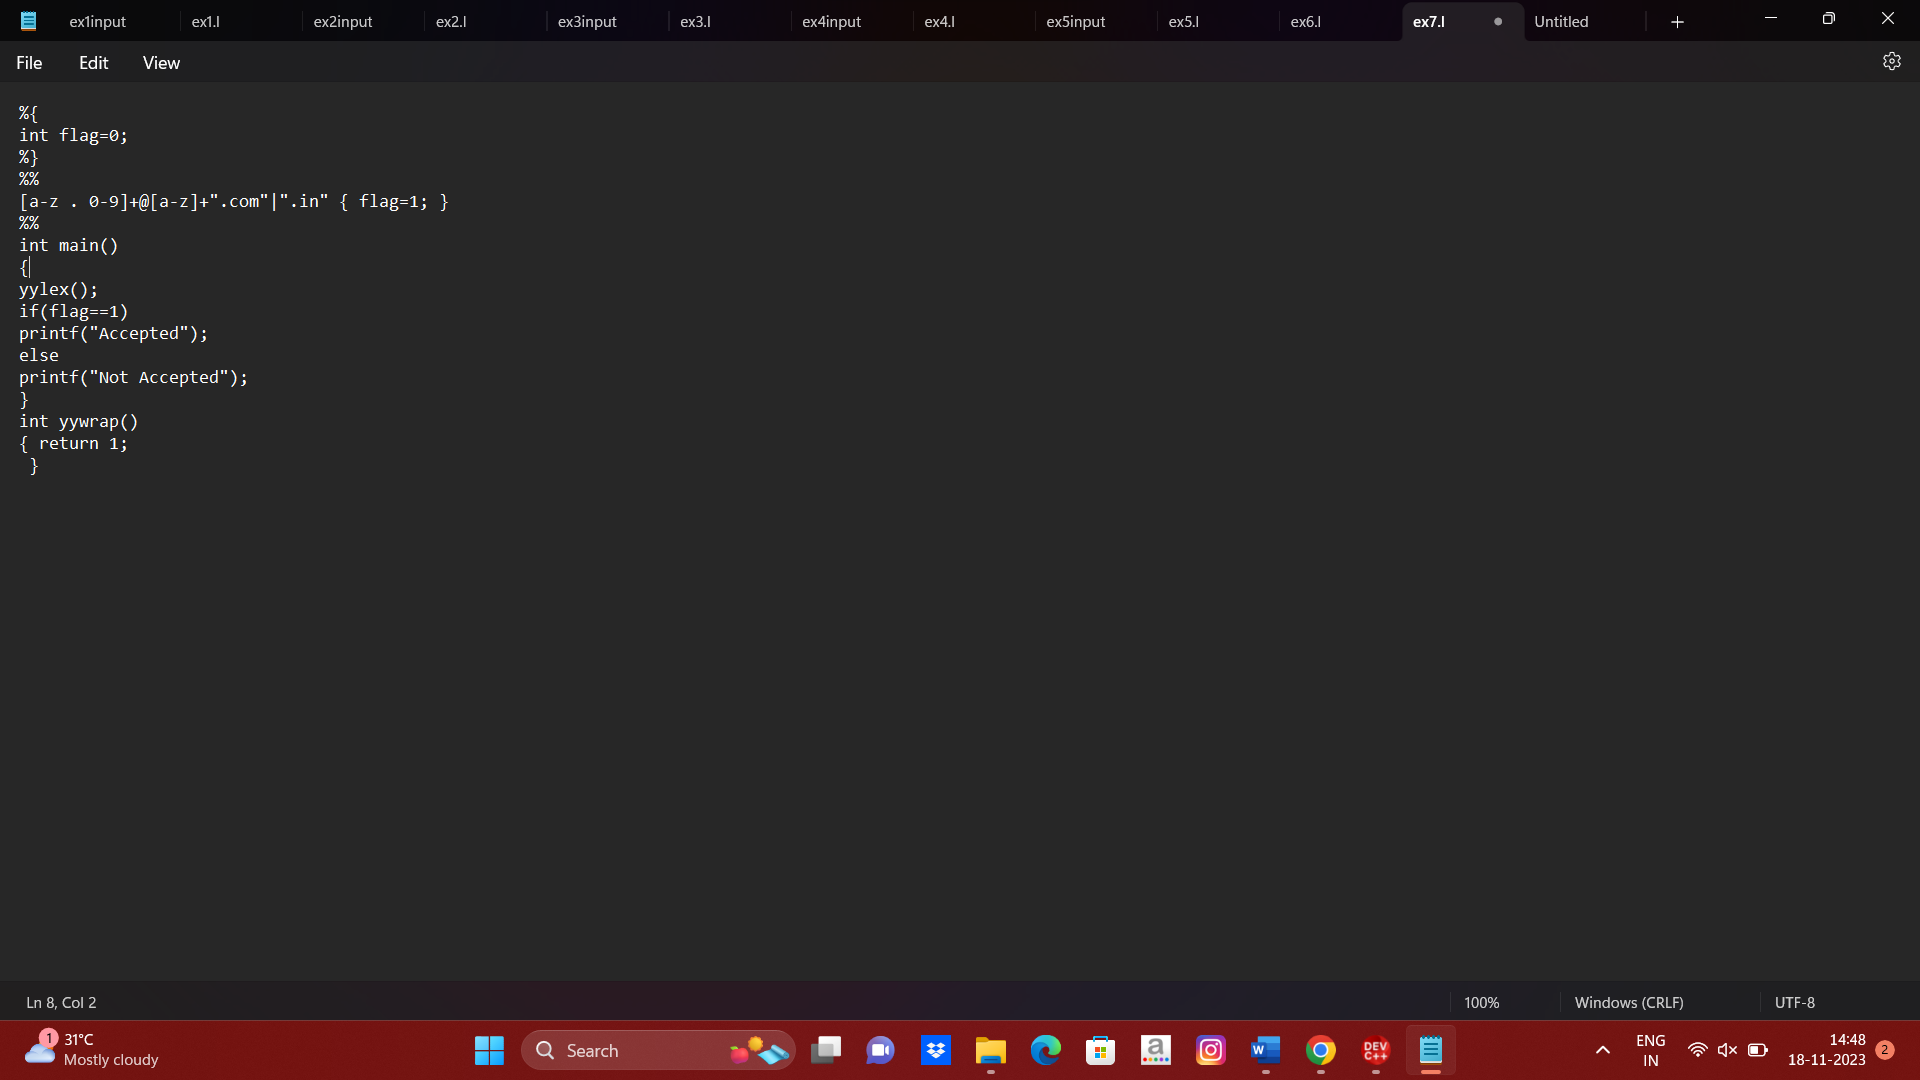 ex1input ex1.l ex2input ex2.l ex3input ex3.l ex4input ex4.l ex5input ex5.l ex6.l ex7.l Untitled
File Edit View
%{
int flag=0;
%}
%%
[a-z . 0-9]+@[a-z]+".com"|".in" { flag=1; }
%%
int main()
{
yylex();
if(flag==1)
printf("Accepted");
else
printf("Not Accepted");
}
int yywrap()
{ return 1;
 }
Ln 8, Col 2 100% Windows (CRLF) UTF-8
1 31°C
Mostly cloudy
Search
a
W
DEV
C++
ENG
IN
14:48
18-11-2023
2